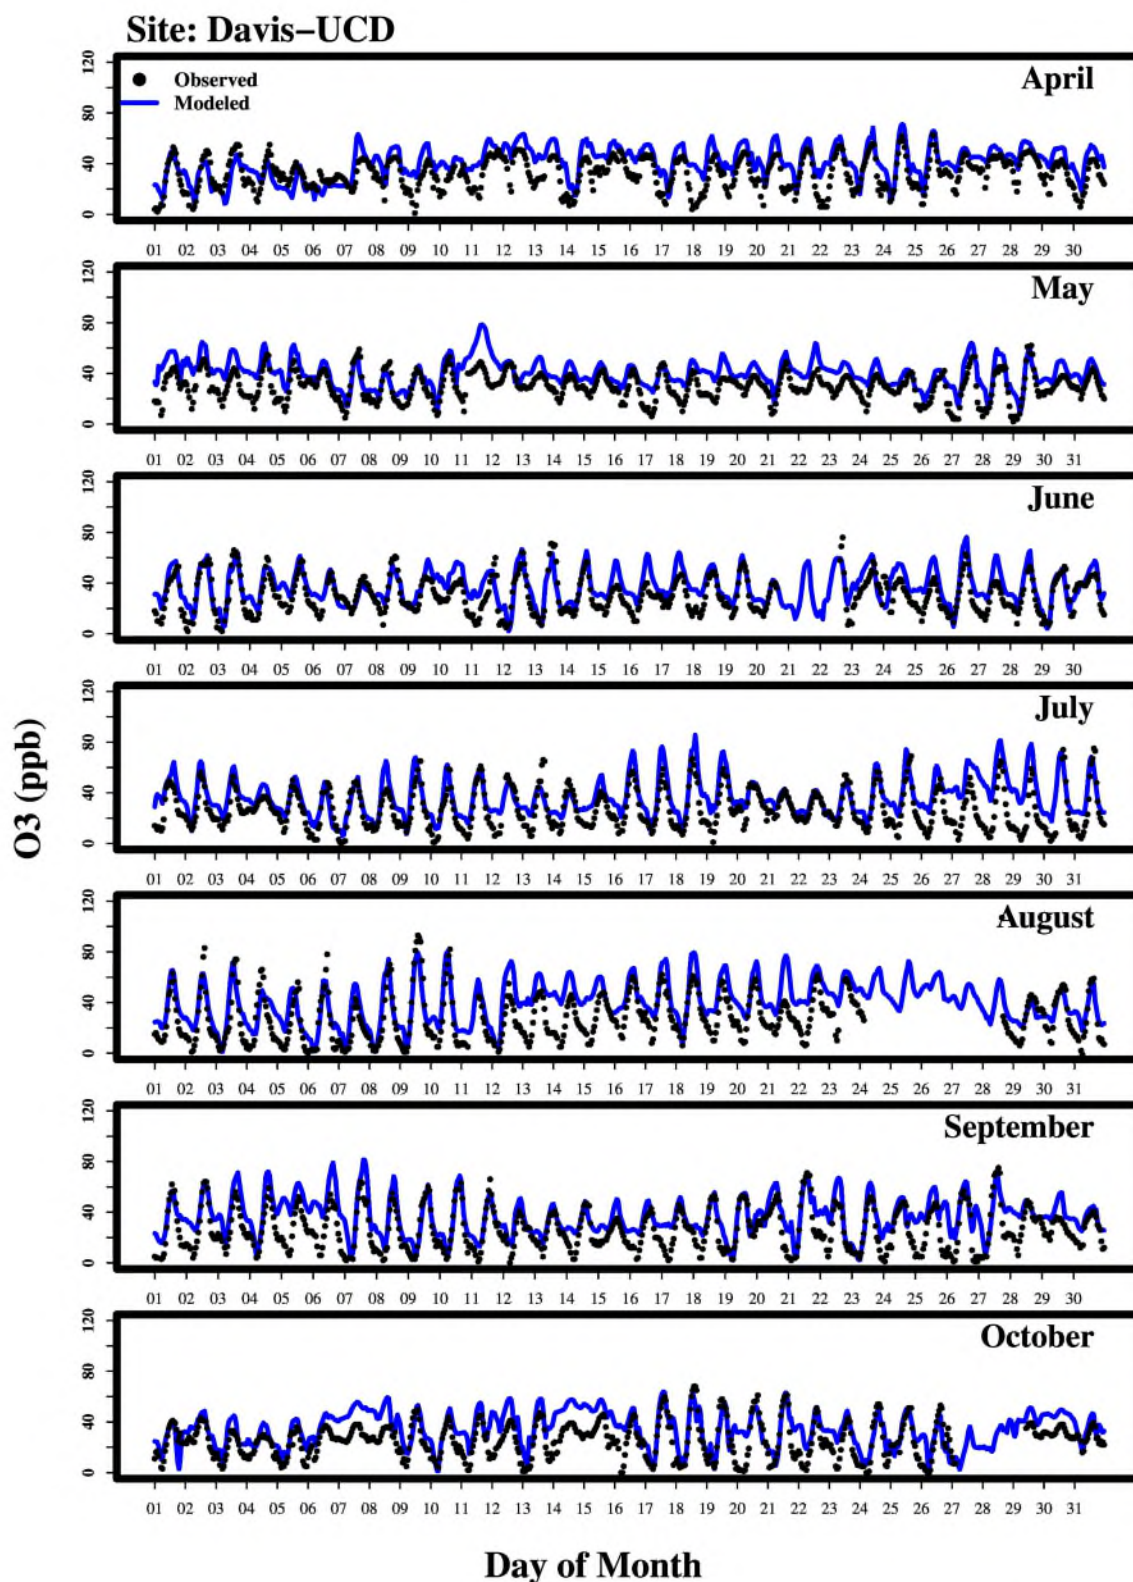 Site: Davis−UCD
Observed
Modeled
April
0 40 80 120
01 02 03 04 05 06 07 08 09 10 11 12 13 14 15 16 17 18 19 20 21 22 23 24 25 26 27 28 29 30
May
0 40 80 120
01 02 03 04 05 06 07 08 09 10 11 12 13 14 15 16 17 18 19 20 21 22 23 24 25 26 27 28 29 30 31
June
0 40 80 120
01 02 03 04 05 06 07 08 09 10 11 12 13 14 15 16 17 18 19 20 21 22 23 24 25 26 27 28 29 30
July
0 40 80 120
01 02 03 04 05 06 07 08 09 10 11 12 13 14 15 16 17 18 19 20 21 22 23 24 25 26 27 28 29 30 31
August
0 40 80 120
01 02 03 04 05 06 07 08 09 10 11 12 13 14 15 16 17 18 19 20 21 22 23 24 25 26 27 28 29 30 31
September
0 40 80 120
01 02 03 04 05 06 07 08 09 10 11 12 13 14 15 16 17 18 19 20 21 22 23 24 25 26 27 28 29 30
October
0 40 80 120
01 02 03 04 05 06 07 08 09 10 11 12 13 14 15 16 17 18 19 20 21 22 23 24 25 26 27 28 29 30 31
O3 (ppb)
Day of Month